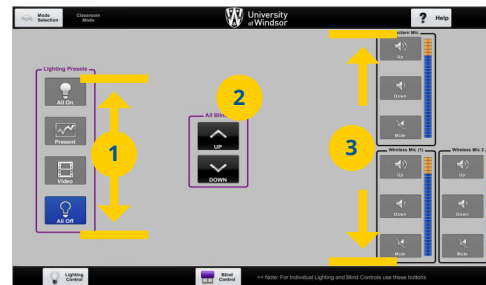 Mode
Selection
Classroom
Mode
University
of Windsor
? Help
Lighting Presets
All On
Present
Video
All Off
1
All Blin
2
UP
DOWN
3
Up
Down
Mute
Wireless Mic (1)
Up
Down
Mute
Wireless Mic 2
Up
Down
Mute
Lighting
Control
Blind
Control
<< Note: For Individual Lighting and Blind Controls use these buttons